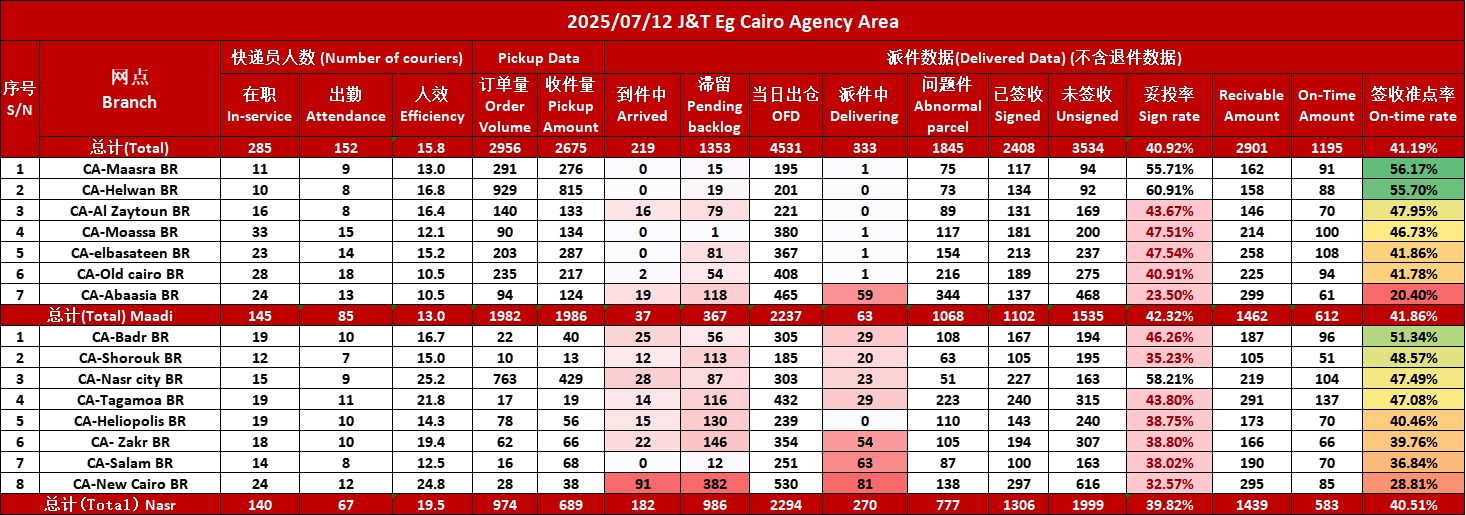 2025/07/12 J&T Eg Cairo Agency Area
序号 S/N 网点 Branch 快递员人数 (Number of couriers) Pickup Data 派件数据(Delivered Data) (不含退件数据)
在职 In-service 出勤 Attendance 人效 Efficiency 订单量 Order Volume 收件量 Pickup Amount 到件中 Arrived 滞留 Pending backlog 当日出仓 OFD 派件中 Delivering 问题件 Abnormal parcel 已签收 Signed 未签收 Unsigned 妥投率 Sign rate Recivable Amount On-Time Amount 签收准点率 On-time rate
总计(Total) 285 152 15.8 2956 2675 219 1353 4531 333 1845 2408 3534 40.92% 2901 1195 41.19%
1 CA-Maasra BR 11 9 13.0 291 276 0 15 195 1 75 117 94 55.71% 162 91 56.17%
2 CA-Helwan BR 10 8 16.8 929 815 0 19 201 0 73 134 92 60.91% 158 88 55.70%
3 CA-Al Zaytoun BR 16 8 16.4 140 133 16 79 221 0 89 131 169 43.67% 146 70 47.95%
4 CA-Moassa BR 33 15 12.1 90 134 0 1 380 1 117 181 200 47.51% 214 100 46.73%
5 CA-elbasateen BR 23 14 15.2 203 287 0 81 367 1 154 213 237 47.54% 258 108 41.86%
6 CA-Old cairo BR 28 18 10.5 235 217 2 54 408 1 216 189 275 40.91% 225 94 41.78%
7 CA-Abaasia BR 24 13 10.5 94 124 19 118 465 59 344 137 468 23.50% 299 61 20.40%
总计(Total) Maadi 145 85 13.0 1982 1986 37 367 2237 63 1068 1102 1535 42.32% 1462 612 41.86%
1 CA-Badr BR 19 10 16.7 22 40 25 56 305 29 108 167 194 46.26% 187 96 51.34%
2 CA-Shorouk BR 12 7 15.0 10 13 12 113 185 20 63 105 195 35.23% 105 51 48.57%
3 CA-Nasr city BR 15 9 25.2 763 429 28 87 303 23 51 227 163 58.21% 219 104 47.49%
4 CA-Tagamoa BR 19 11 21.8 17 19 14 116 432 29 223 240 315 43.80% 291 137 47.08%
5 CA-Heliopolis BR 19 10 14.3 78 56 15 130 239 0 110 143 240 38.75% 173 70 40.46%
6 CA- Zakr BR 18 10 19.4 62 66 22 146 354 54 105 194 307 38.80% 166 66 39.76%
7 CA-Salam BR 14 8 12.5 16 68 0 12 251 63 87 100 163 38.02% 190 70 36.84%
8 CA-New Cairo BR 24 12 24.8 28 38 91 382 530 81 138 297 616 32.57% 295 85 28.81%
总计(Total) Nasr 140 67 19.5 974 689 182 986 2294 270 777 1306 1999 39.82% 1439 583 40.51%